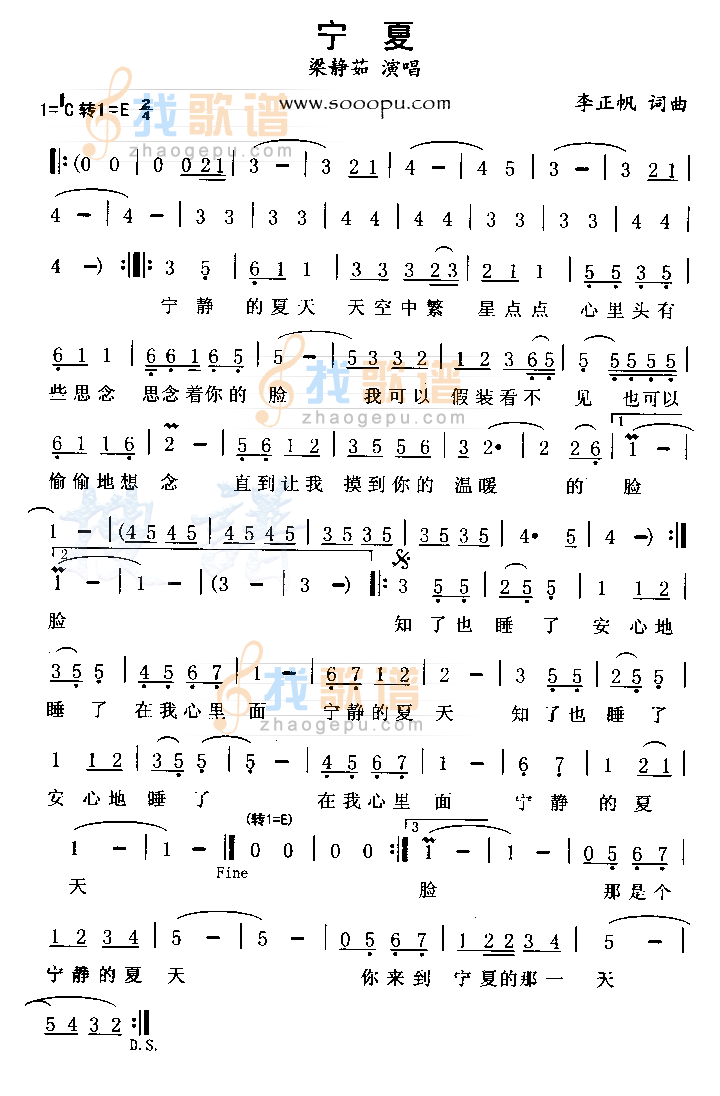 宁 夏
梁静茹 演唱
1=♯C 转1=E 2/4
www.sooopu.com
李正帆 词曲
找歌谱
zhaogepu.com
‖:(0 0 | 0 021 | 3 - | 3 21 | 4 - | 4 5 | 3 - | 3 21 |
4 - | 4 - | 3 3 | 3 3 | 4 4 | 4 4 | 3 3 | 3 3 | 4 4 |
4 -) :‖: 3 5 | 6 1 1 | 3 3 3 23 | 1 2 1 | 5 5 3 5 |
宁 静 的夏天 天空中繁 星点点 心里头有
6 1 1 | 6 6 1 6 5 | 5 - | 5 3 3 2 | 1 2 3 6 5 | 5 5 5 5 5 |
些思念 思念着你的 脸 我可以 假装看不 见 也可以
找歌谱
zhaogepu.com
6 1 1 6 | 2 - | 5 6 1 2 | 3 5 5 6 | 3 2· | 2 2 6 | 1 - |
1.
偷偷地想 念 直到让我 摸到你的 温暖 的 脸
1 - | (4 5 4 5 | 4 5 4 5 | 3 5 3 5 | 3 5 3 5 | 4· 5 | 4 -) :‖
2.
1 - | 1 - | (3 - | 3 -) ‖: 3 5 5 | 2 5 5 | 1 1 2 |
脸 知了也 睡了 安心地
3 5 5 | 4 5 6 7 | 1 - | 6 7 1 2 | 2 - | 3 5 5 | 2 5 5 |
睡了 在我心里 面 宁静的夏 天 知了也 睡了
找歌谱
zhaogepu.com
1 1 2 | 3 5 5 | 5 - | 4 5 6 7 | 1 - | 6 7 | 1 2 1 |
安心地 睡 了 在我心里 面 宁 静 的 夏
(转1=E)
3
1 - | 1 - ‖ 0 0 | 0 0 :‖ 1 - | 1 - | 0 5 6 7 |
Fine
天 脸 那是个
1 2 3 4 | 5 - | 5 - | 0 5 6 7 | 1 2 2 3 4 | 5 - |
宁静的夏 天 你来到 宁夏的那一 天
5 4 3 2 :‖
D.S.